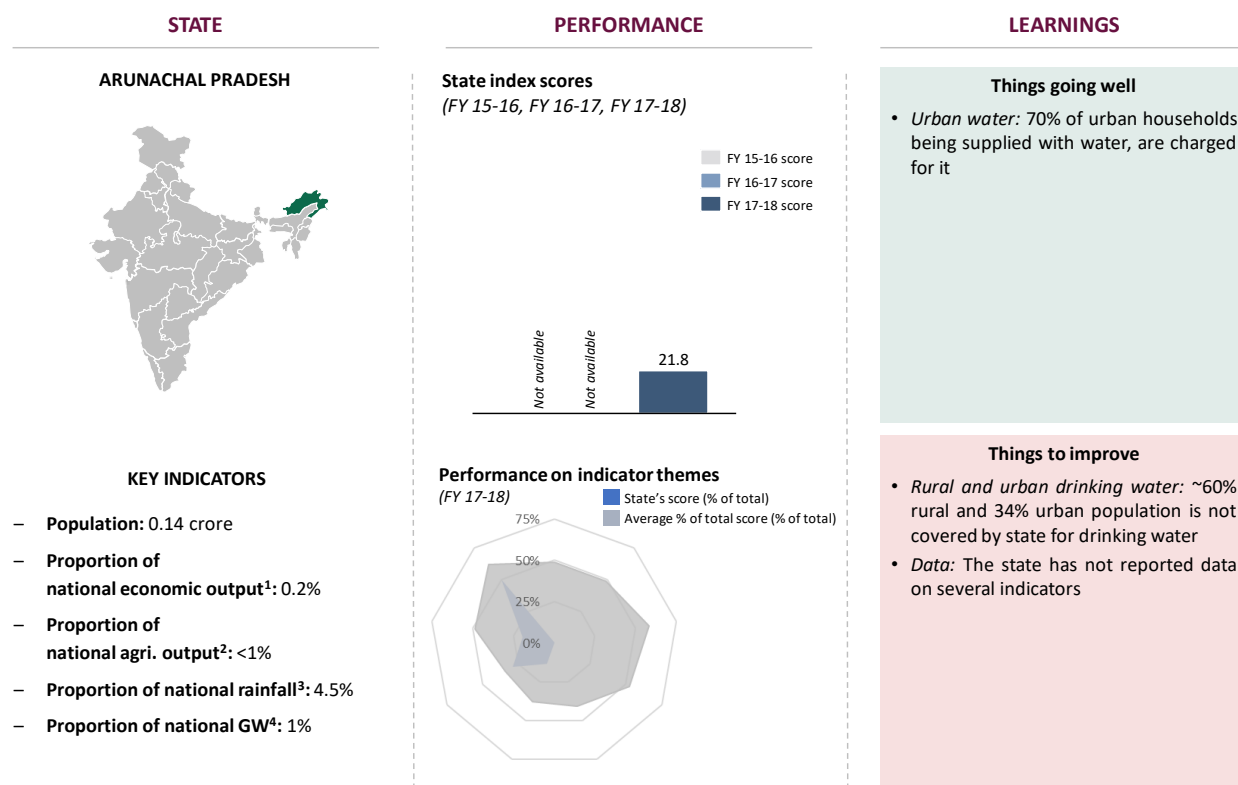 STATE
ARUNACHAL PRADESH
KEY INDICATORS
– Population: 0.14 crore
– Proportion of
national economic output1: 0.2%
– Proportion of
national agri. output2: <1%
– Proportion of national rainfall3: 4.5%
– Proportion of national GW4: 1%
PERFORMANCE
State index scores
(FY 15-16, FY 16-17, FY 17-18)
FY 15-16 score
FY 16-17 score
FY 17-18 score
Not available
Not available
21.8
Performance on indicator themes
(FY 17-18)
State's score (% of total)
Average % of total score (% of total)
75%
50%
25%
0%
LEARNINGS
Things going well
• Urban water: 70% of urban households
being supplied with water, are charged
for it
Things to improve
• Rural and urban drinking water: ~60%
rural and 34% urban population is not
covered by state for drinking water
• Data: The state has not reported data
on several indicators